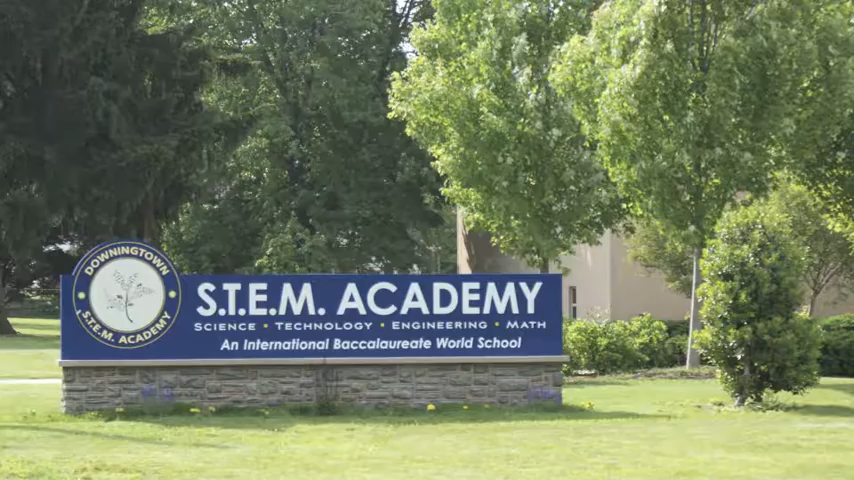 DOWNINGTOWN
S.T.E.M. ACADEMY
S.T.E.M. ACADEMY
SCIENCE • TECHNOLOGY • ENGINEERING • MATH
An International Baccalaureate World School